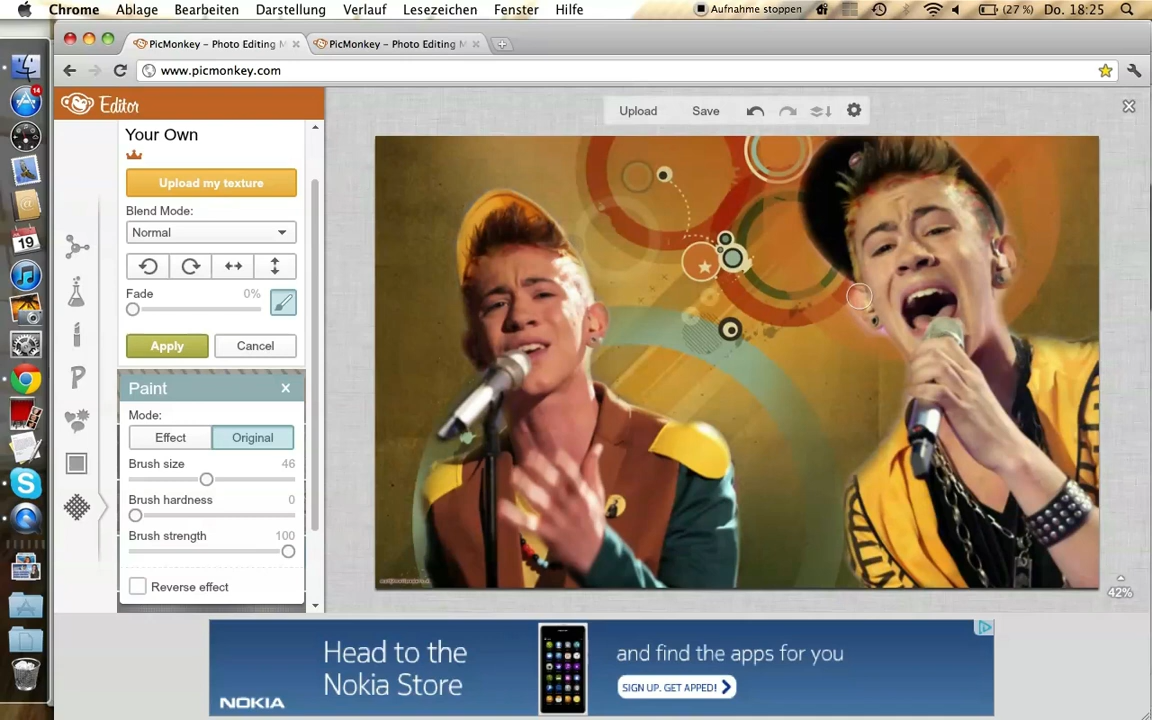 Chrome Ablage Bearbeiten Darstellung Verlauf Lesezeichen Fenster Hilfe Aufnahme stoppen (27 %) Do. 18:25
PicMonkey – Photo Editing M PicMonkey – Photo Editing M
www.picmonkey.com
14
19
Editor
Upload Save
Your Own
Upload my texture
Blend Mode:
Normal
Fade 0%
Apply Cancel
Paint
Mode:
Effect Original
Brush size 46
Brush hardness 0
Brush strength 100
Reverse effect
42%
Head to the
Nokia Store
and find the apps for you
SIGN UP. GET APPED!
NOKIA